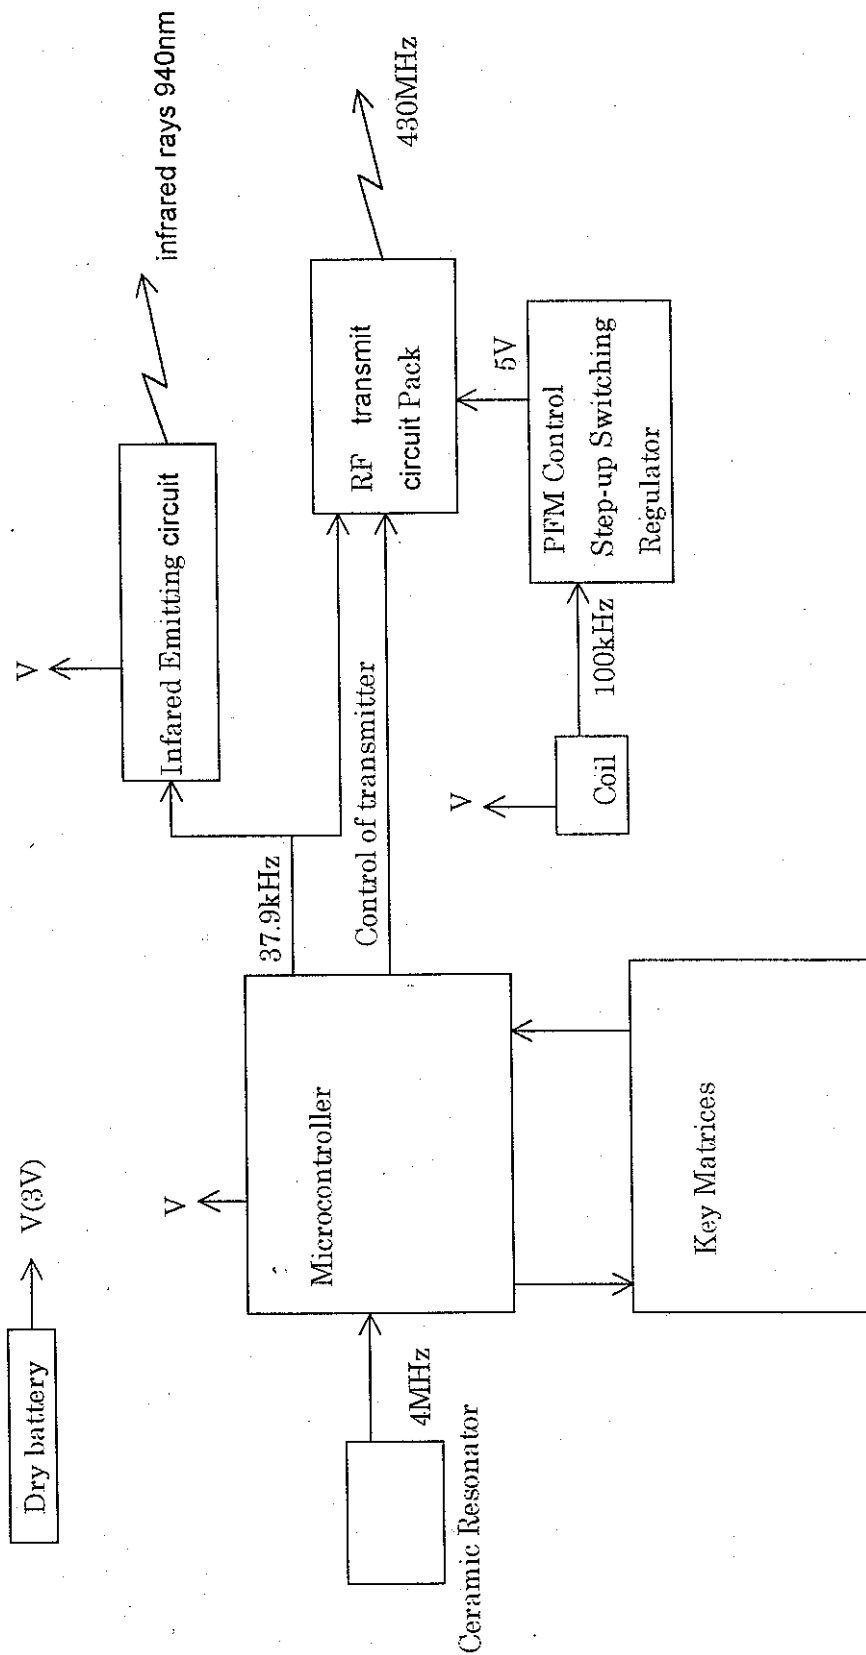 Dry battery
V(3V)
V
Infared Emitting circuit
infrared rays 940nm
V
37.9kHz
Microcontroller
Control of transmitter
RF transmit
circuit Pack
430MHz
4MHz
Ceramic Resonator
V
5V
Coil
100kHz
PFM Control
Step-up Switching
Regulator
Key Matrices